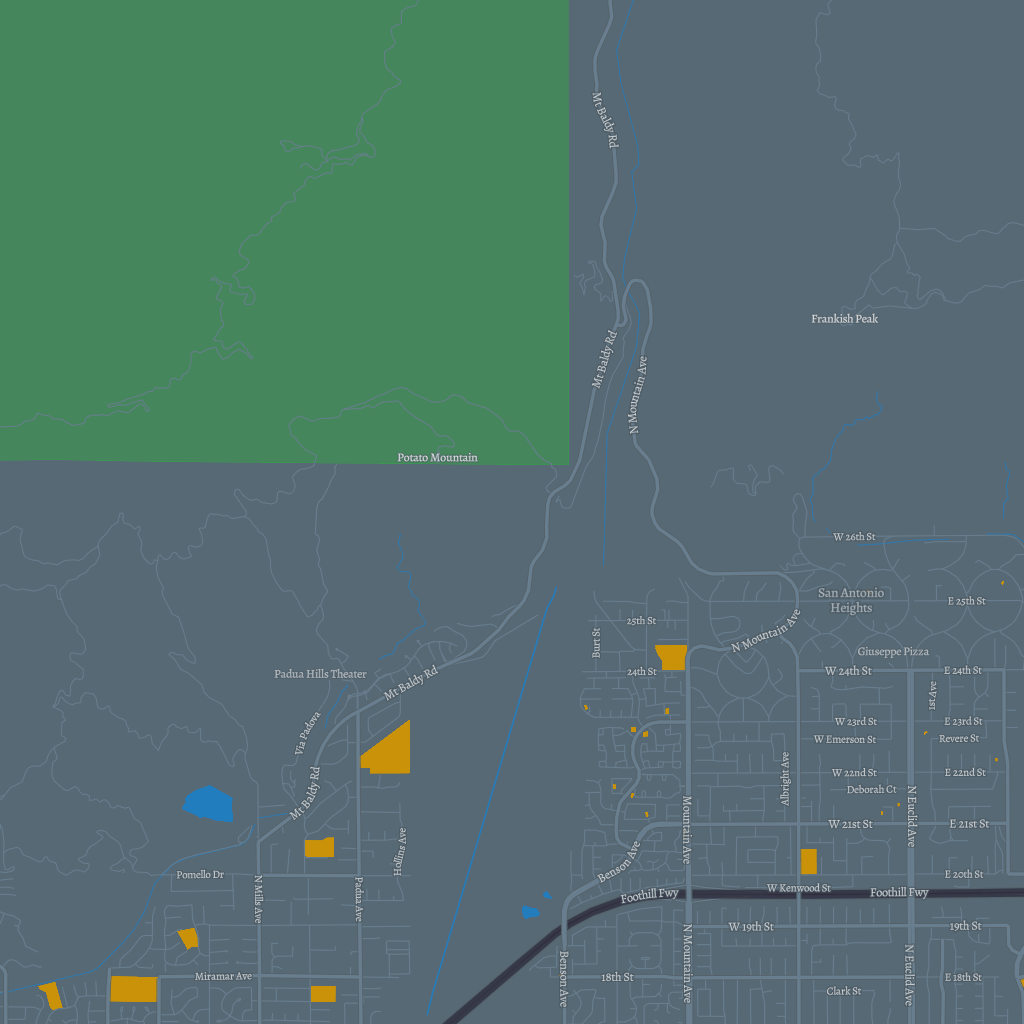 Mt Baldy Rd
Frankish Peak
Mt Baldy Rd
N Mountain Ave
Potato Mountain
W 26th St
San Antonio
Heights
E 25th St
25th St
N Mountain Ave
Burt St
Giuseppe Pizza
Padua Hills Theater
Mt Baldy Rd
24th St
W 24th St
E 24th St
1st Ave
Via Padova
W 23rd St
E 23rd St
W Emerson St
Revere St
Albright Ave
W 22nd St
E 22nd St
Mt Baldy Rd
Deborah Ct
N Euclid Ave
Mountain Ave
W 21st St
E 21st St
Hollins Ave
Benson Ave
Pomello Dr
E 20th St
N Mills Ave
Padua Ave
Foothill Fwy
W Kenwood St
Foothill Fwy
W 19th St
19th St
N Mountain Ave
N Euclid Ave
Benson Ave
Miramar Ave
18th St
E 18th St
Clark St